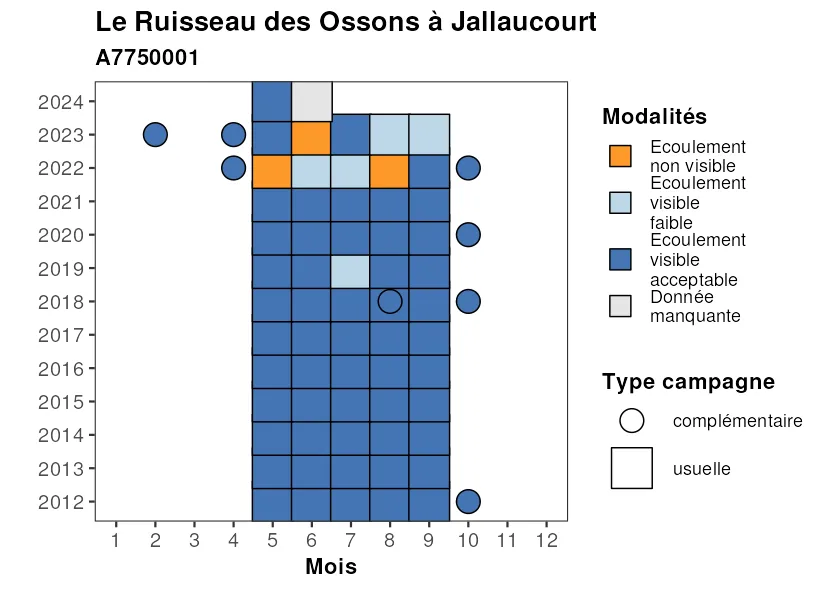 Le Ruisseau des Ossons à Jallaucourt
A7750001
2024
2023
2022
2021
2020
2019
2018
2017
2016
2015
2014
2013
2012
1 2 3 4 5 6 7 8 9 10 11 12
Mois
Modalités
Ecoulement
non visible
Ecoulement
visible
faible
Ecoulement
visible
acceptable
Donnée
manquante
Type campagne
complémentaire
usuelle